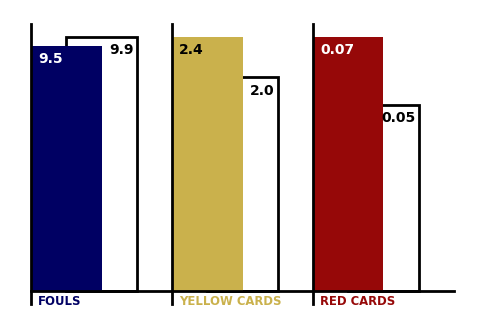 9.5
9.9
2.4
2.0
0.07
0.05
FOULS
YELLOW CARDS
RED CARDS